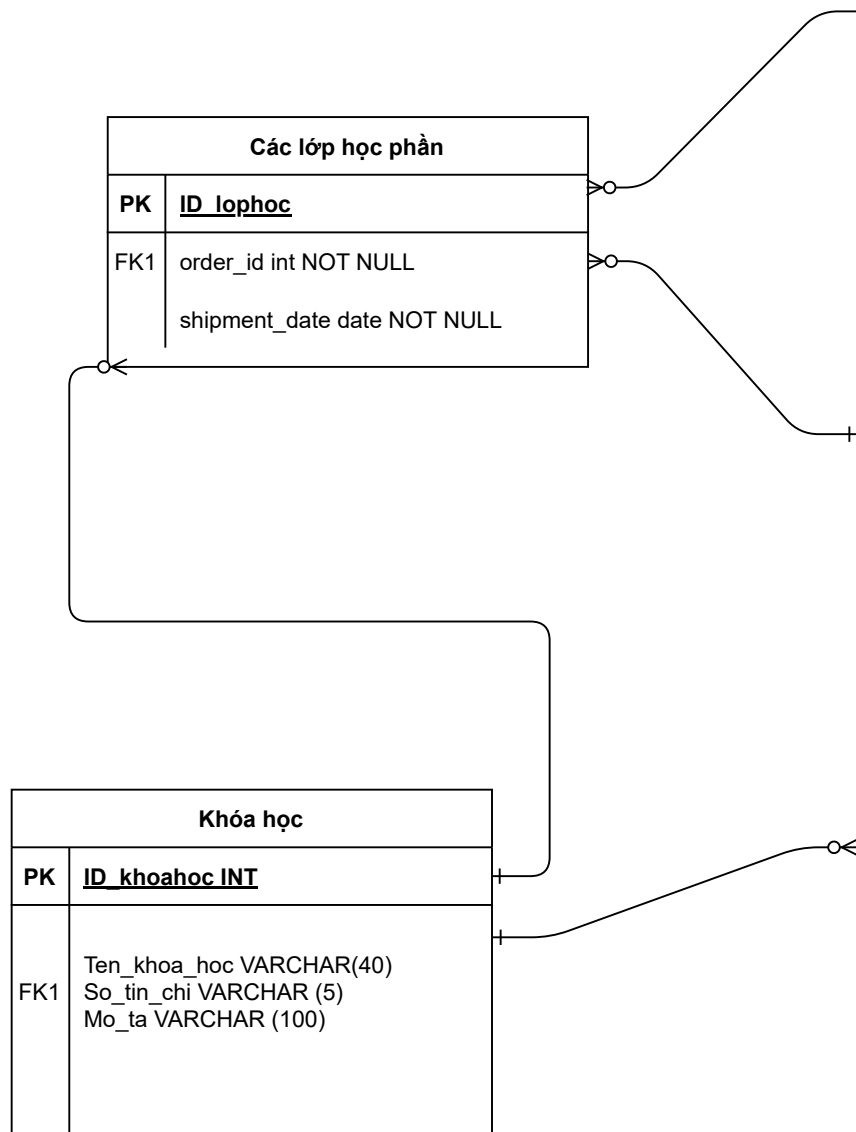 Các lớp học phần
PK ID_lophoc
FK1 order_id int NOT NULL
shipment_date date NOT NULL
Khóa học
PK ID_khoahoc INT
Ten_khoa_hoc VARCHAR(40)
FK1 So_tin_chi VARCHAR (5)
Mo_ta VARCHAR (100)